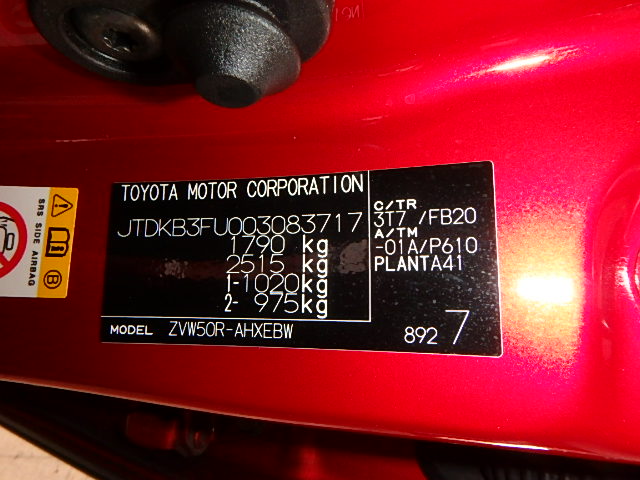 TOYOTA MOTOR CORPORATION
JTDKB3FU003083717
1790 kg
2515 kg
1-1020kg
2- 975kg
MODEL ZVW50R-AHXEBW
C/TR
3T7 /FB20
A/TM
-01A/P610
PLANTA41
892 7
SRS SIDE AIRBAG
B